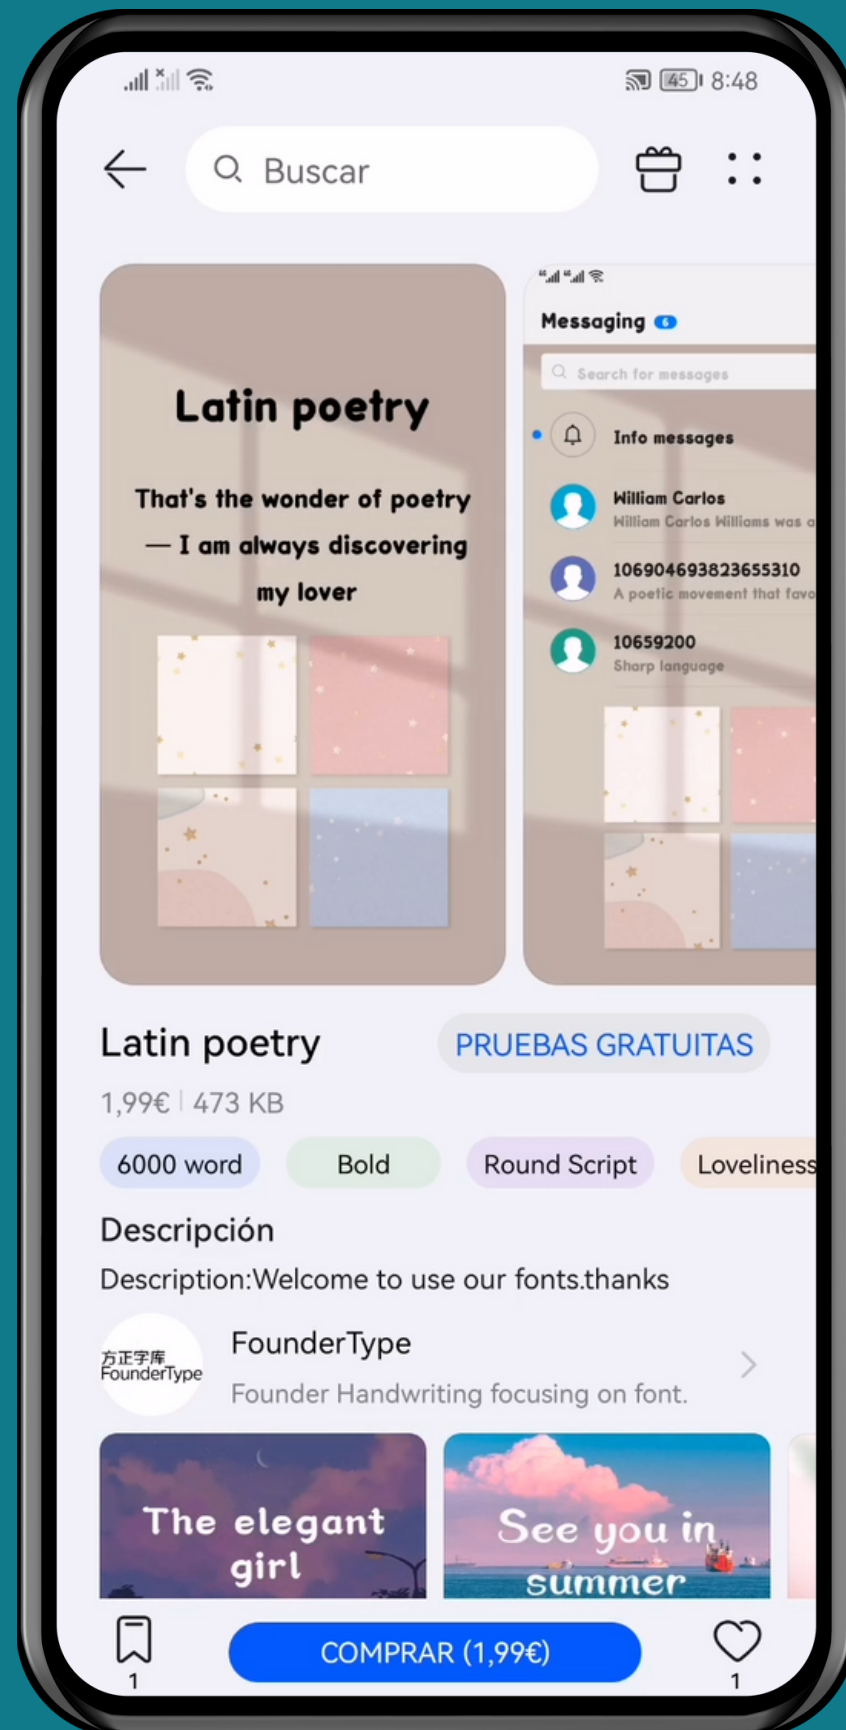 45 8:48
Buscar
Latin poetry
That's the wonder of poetry
— I am always discovering
my lover
Messaging 6
Search for messages
Info messages
William Carlos
William Carlos Williams was a
106904693823655310
A poetic movement that favo
10659200
Sharp language
Latin poetry
PRUEBAS GRATUITAS
1,99€ | 473 KB
6000 word
Bold
Round Script
Loveliness
Descripción
Description:Welcome to use our fonts.thanks
方正字库
FounderType
FounderType
Founder Handwriting focusing on font.
The elegant
girl
See you in
summer
1
COMPRAR (1,99€)
1